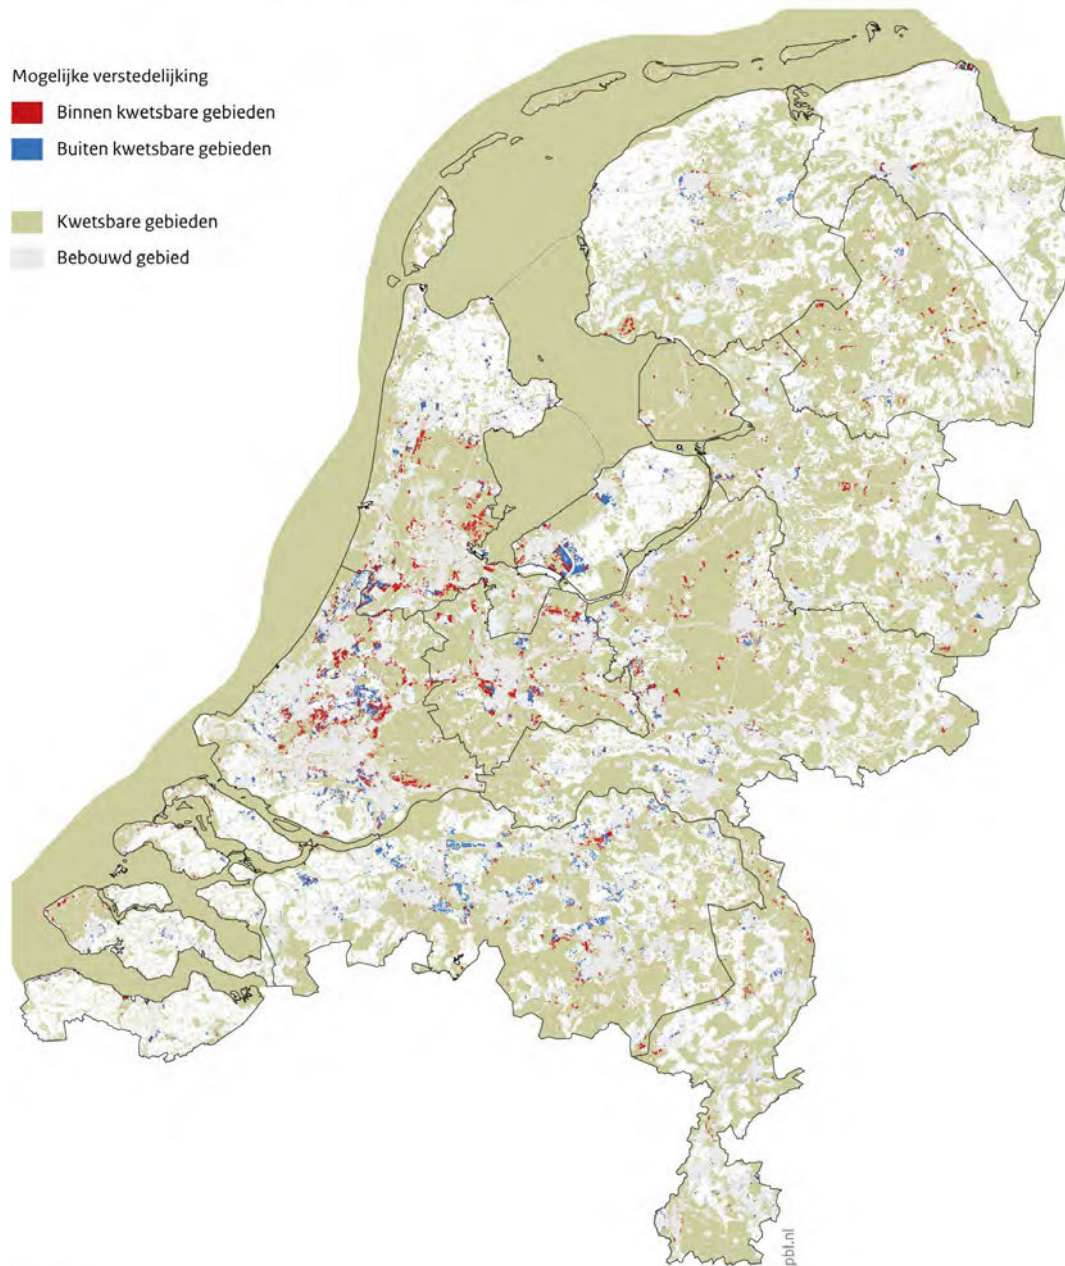 Mogelijke verstedelijking
Binnen kwetsbare gebieden
Buiten kwetsbare gebieden
Kwetsbare gebieden
Bebouwd gebied
pbl.nl